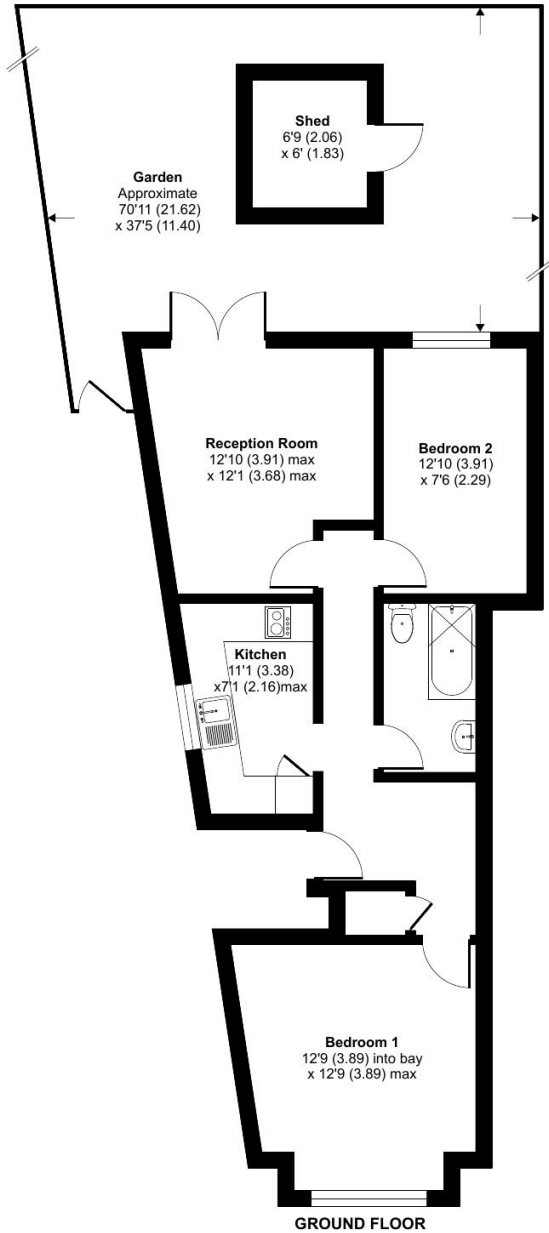 Shed
6'9 (2.06)
x 6' (1.83)
Garden
Approximate
70'11 (21.62)
x 37'5 (11.40)
Reception Room
12'10 (3.91) max
x 12'1 (3.68) max
Bedroom 2
12'10 (3.91)
x 7'6 (2.29)
Kitchen
11'1 (3.38)
x7'1 (2.16)max
Bedroom 1
12'9 (3.89) into bay
x 12'9 (3.89) max
GROUND FLOOR